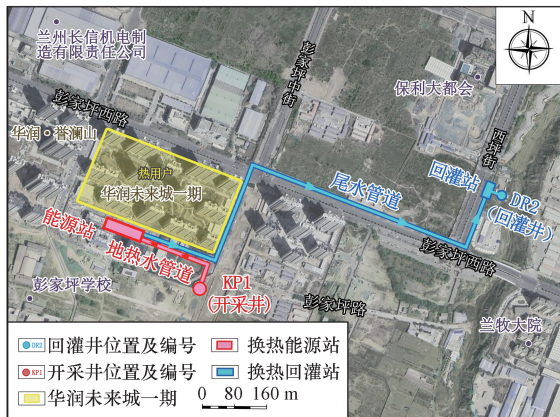 兰州长信机电制
造有限责任公司
N
彭家坪中街
保利大都会
彭家坪西路
华润·誉澜山
西坪街
热用户
华润未来城一期
回灌站
尾水管道
DR2
(回灌井)
能源站
地热水管道
彭家坪西路
KP1
(开采井)
彭家坪学校
彭家坪路
兰牧大院
DR2 回灌井位置及编号
换热能源站
KP1 开采井位置及编号
换热回灌站
华润未来城一期
0 80 160 m